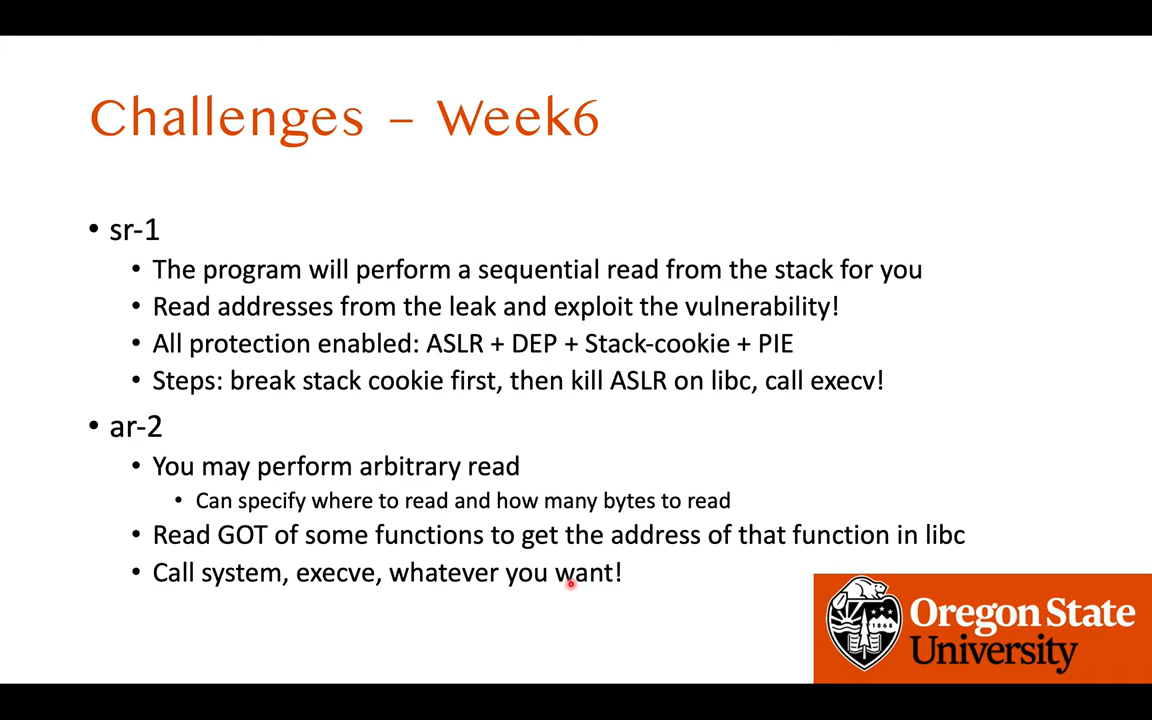 Challenges – Week6
• sr-1
• The program will perform a sequential read from the stack for you
• Read addresses from the leak and exploit the vulnerability!
• All protection enabled: ASLR + DEP + Stack-cookie + PIE
• Steps: break stack cookie first, then kill ASLR on libc, call execv!
• ar-2
• You may perform arbitrary read
• Can specify where to read and how many bytes to read
• Read GOT of some functions to get the address of that function in libc
• Call system, execve, whatever you want!
Oregon State
University